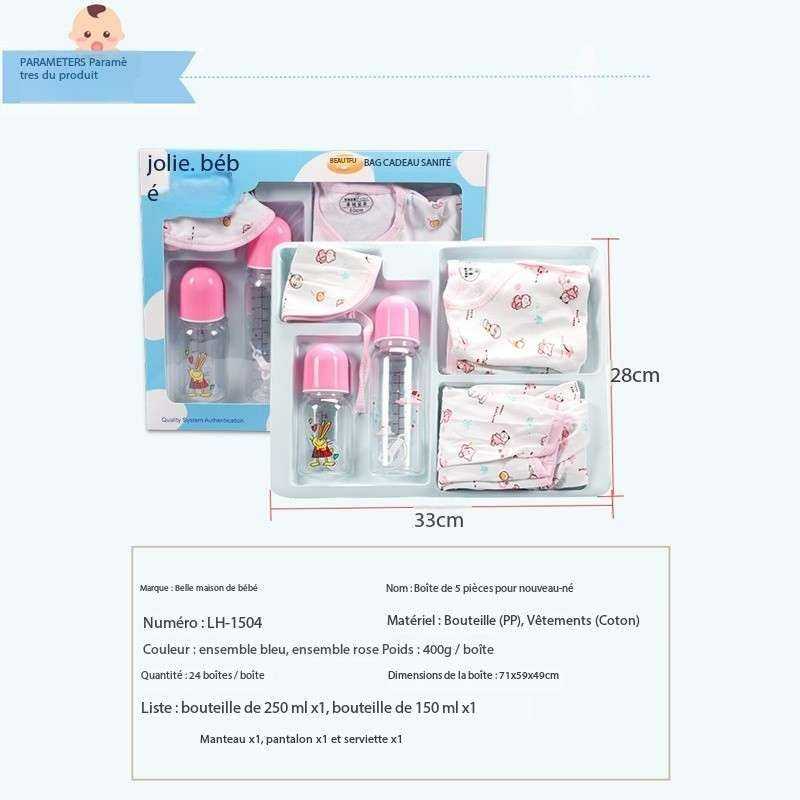 PARAMETERS Paramè
tres du produit
jolie. béb
é
BEAUTFU
BAG CADEAU SANITÉ
Quality System Authentication
28cm
33cm
Marque : Belle maison de bébé
Nom : Boîte de 5 pièces pour nouveau-né
Numéro : LH-1504
Matériel : Bouteille (PP), Vêtements (Coton)
Couleur : ensemble bleu, ensemble rose Poids : 400g / boîte
Quantité : 24 boîtes / boîte
Dimensions de la boîte : 71x59x49cm
Liste : bouteille de 250 ml x1, bouteille de 150 ml x1
Manteau x1, pantalon x1 et serviette x1